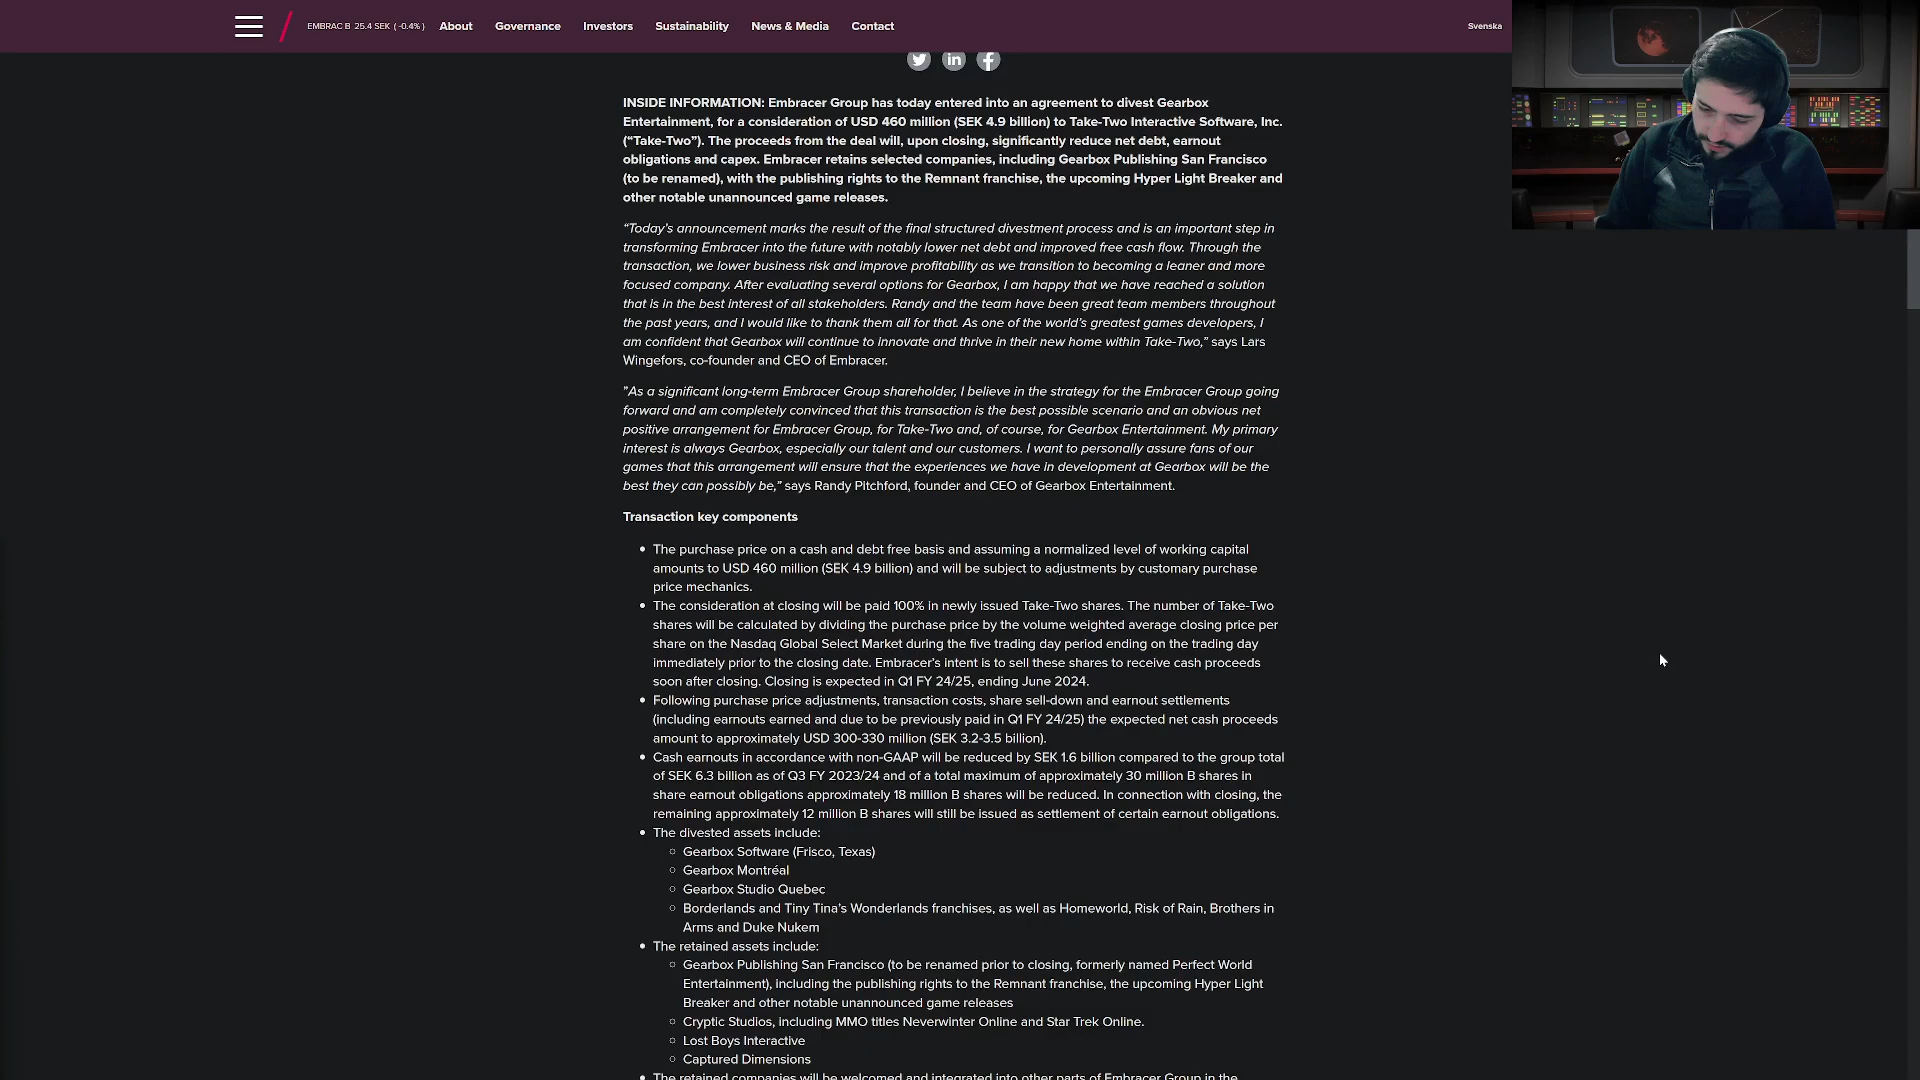 EMBRAC B 25.4 SEK ( -0.4% ) About Governance Investors Sustainability News & Media Contact Svenska
INSIDE INFORMATION: Embracer Group has today entered into an agreement to divest Gearbox
Entertainment, for a consideration of USD 460 million (SEK 4.9 billion) to Take-Two Interactive Software, Inc.
(“Take-Two”). The proceeds from the deal will, upon closing, significantly reduce net debt, earnout
obligations and capex. Embracer retains selected companies, including Gearbox Publishing San Francisco
(to be renamed), with the publishing rights to the Remnant franchise, the upcoming Hyper Light Breaker and
other notable unannounced game releases.
“Today’s announcement marks the result of the final structured divestment process and is an important step in
transforming Embracer into the future with notably lower net debt and improved free cash flow. Through the
transaction, we lower business risk and improve profitability as we transition to becoming a leaner and more
focused company. After evaluating several options for Gearbox, I am happy that we have reached a solution
that is in the best interest of all stakeholders. Randy and the team have been great team members throughout
the past years, and I would like to thank them all for that. As one of the world’s greatest games developers, I
am confident that Gearbox will continue to innovate and thrive in their new home within Take-Two,” says Lars
Wingefors, co-founder and CEO of Embracer.
”As a significant long-term Embracer Group shareholder, I believe in the strategy for the Embracer Group going
forward and am completely convinced that this transaction is the best possible scenario and an obvious net
positive arrangement for Embracer Group, for Take-Two and, of course, for Gearbox Entertainment. My primary
interest is always Gearbox, especially our talent and our customers. I want to personally assure fans of our
games that this arrangement will ensure that the experiences we have in development at Gearbox will be the
best they can possibly be,” says Randy Pitchford, founder and CEO of Gearbox Entertainment.
Transaction key components
• The purchase price on a cash and debt free basis and assuming a normalized level of working capital
amounts to USD 460 million (SEK 4.9 billion) and will be subject to adjustments by customary purchase
price mechanics.
• The consideration at closing will be paid 100% in newly issued Take-Two shares. The number of Take-Two
shares will be calculated by dividing the purchase price by the volume weighted average closing price per
share on the Nasdaq Global Select Market during the five trading day period ending on the trading day
immediately prior to the closing date. Embracer’s intent is to sell these shares to receive cash proceeds
soon after closing. Closing is expected in Q1 FY 24/25, ending June 2024.
• Following purchase price adjustments, transaction costs, share sell-down and earnout settlements
(including earnouts earned and due to be previously paid in Q1 FY 24/25) the expected net cash proceeds
amount to approximately USD 300-330 million (SEK 3.2-3.5 billion).
• Cash earnouts in accordance with non-GAAP will be reduced by SEK 1.6 billion compared to the group total
of SEK 6.3 billion as of Q3 FY 2023/24 and of a total maximum of approximately 30 million B shares in
share earnout obligations approximately 18 million B shares will be reduced. In connection with closing, the
remaining approximately 12 million B shares will still be issued as settlement of certain earnout obligations.
• The divested assets include:
○ Gearbox Software (Frisco, Texas)
○ Gearbox Montréal
○ Gearbox Studio Quebec
○ Borderlands and Tiny Tina’s Wonderlands franchises, as well as Homeworld, Risk of Rain, Brothers in
Arms and Duke Nukem
• The retained assets include:
○ Gearbox Publishing San Francisco (to be renamed prior to closing, formerly named Perfect World
Entertainment), including the publishing rights to the Remnant franchise, the upcoming Hyper Light
Breaker and other notable unannounced game releases
○ Cryptic Studios, including MMO titles Neverwinter Online and Star Trek Online.
○ Lost Boys Interactive
○ Captured Dimensions
• The retained companies will be welcomed and integrated into other parts of Embracer Group in the